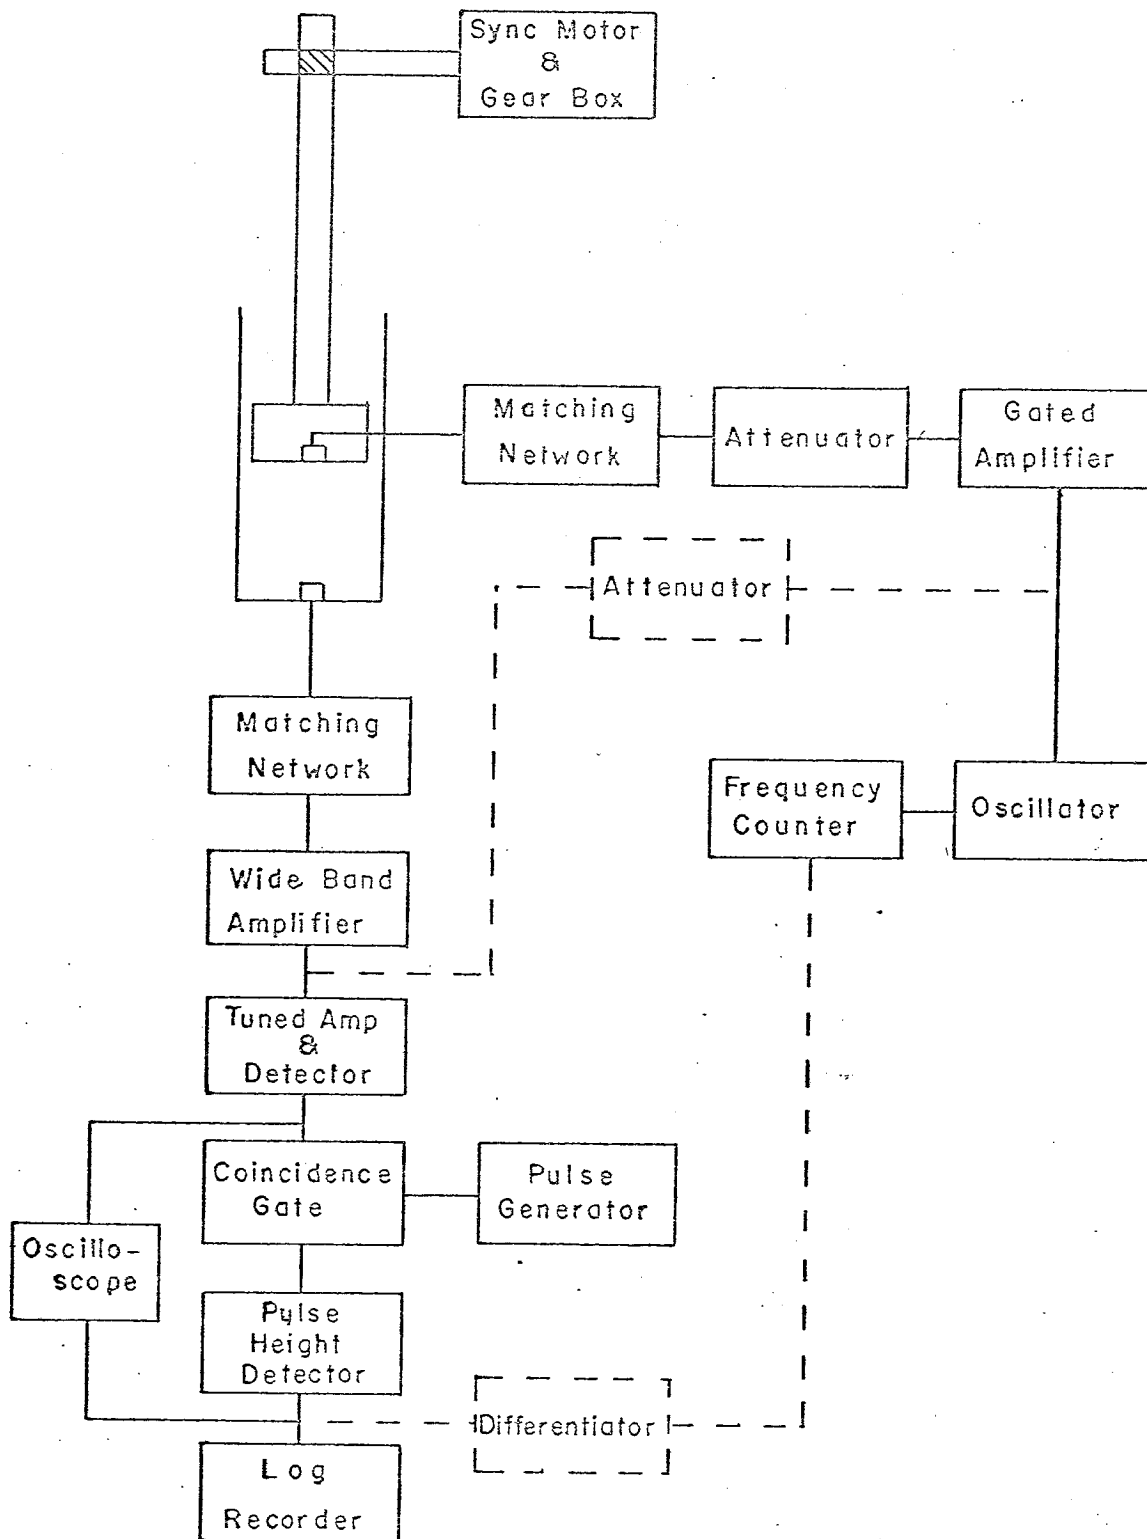 Sync Motor
&
Gear Box
Matching
Network
Attenuator
Gated
Amplifier
Attenuator
Matching
Network
Frequency
Counter
Oscillator
Wide Band
Amplifier
Tuned Amp
&
Detector
Coincidence
Gate
Pulse
Generator
Oscillo-
scope
Pylse
Height
Detector
Differentiator
Log
Recorder